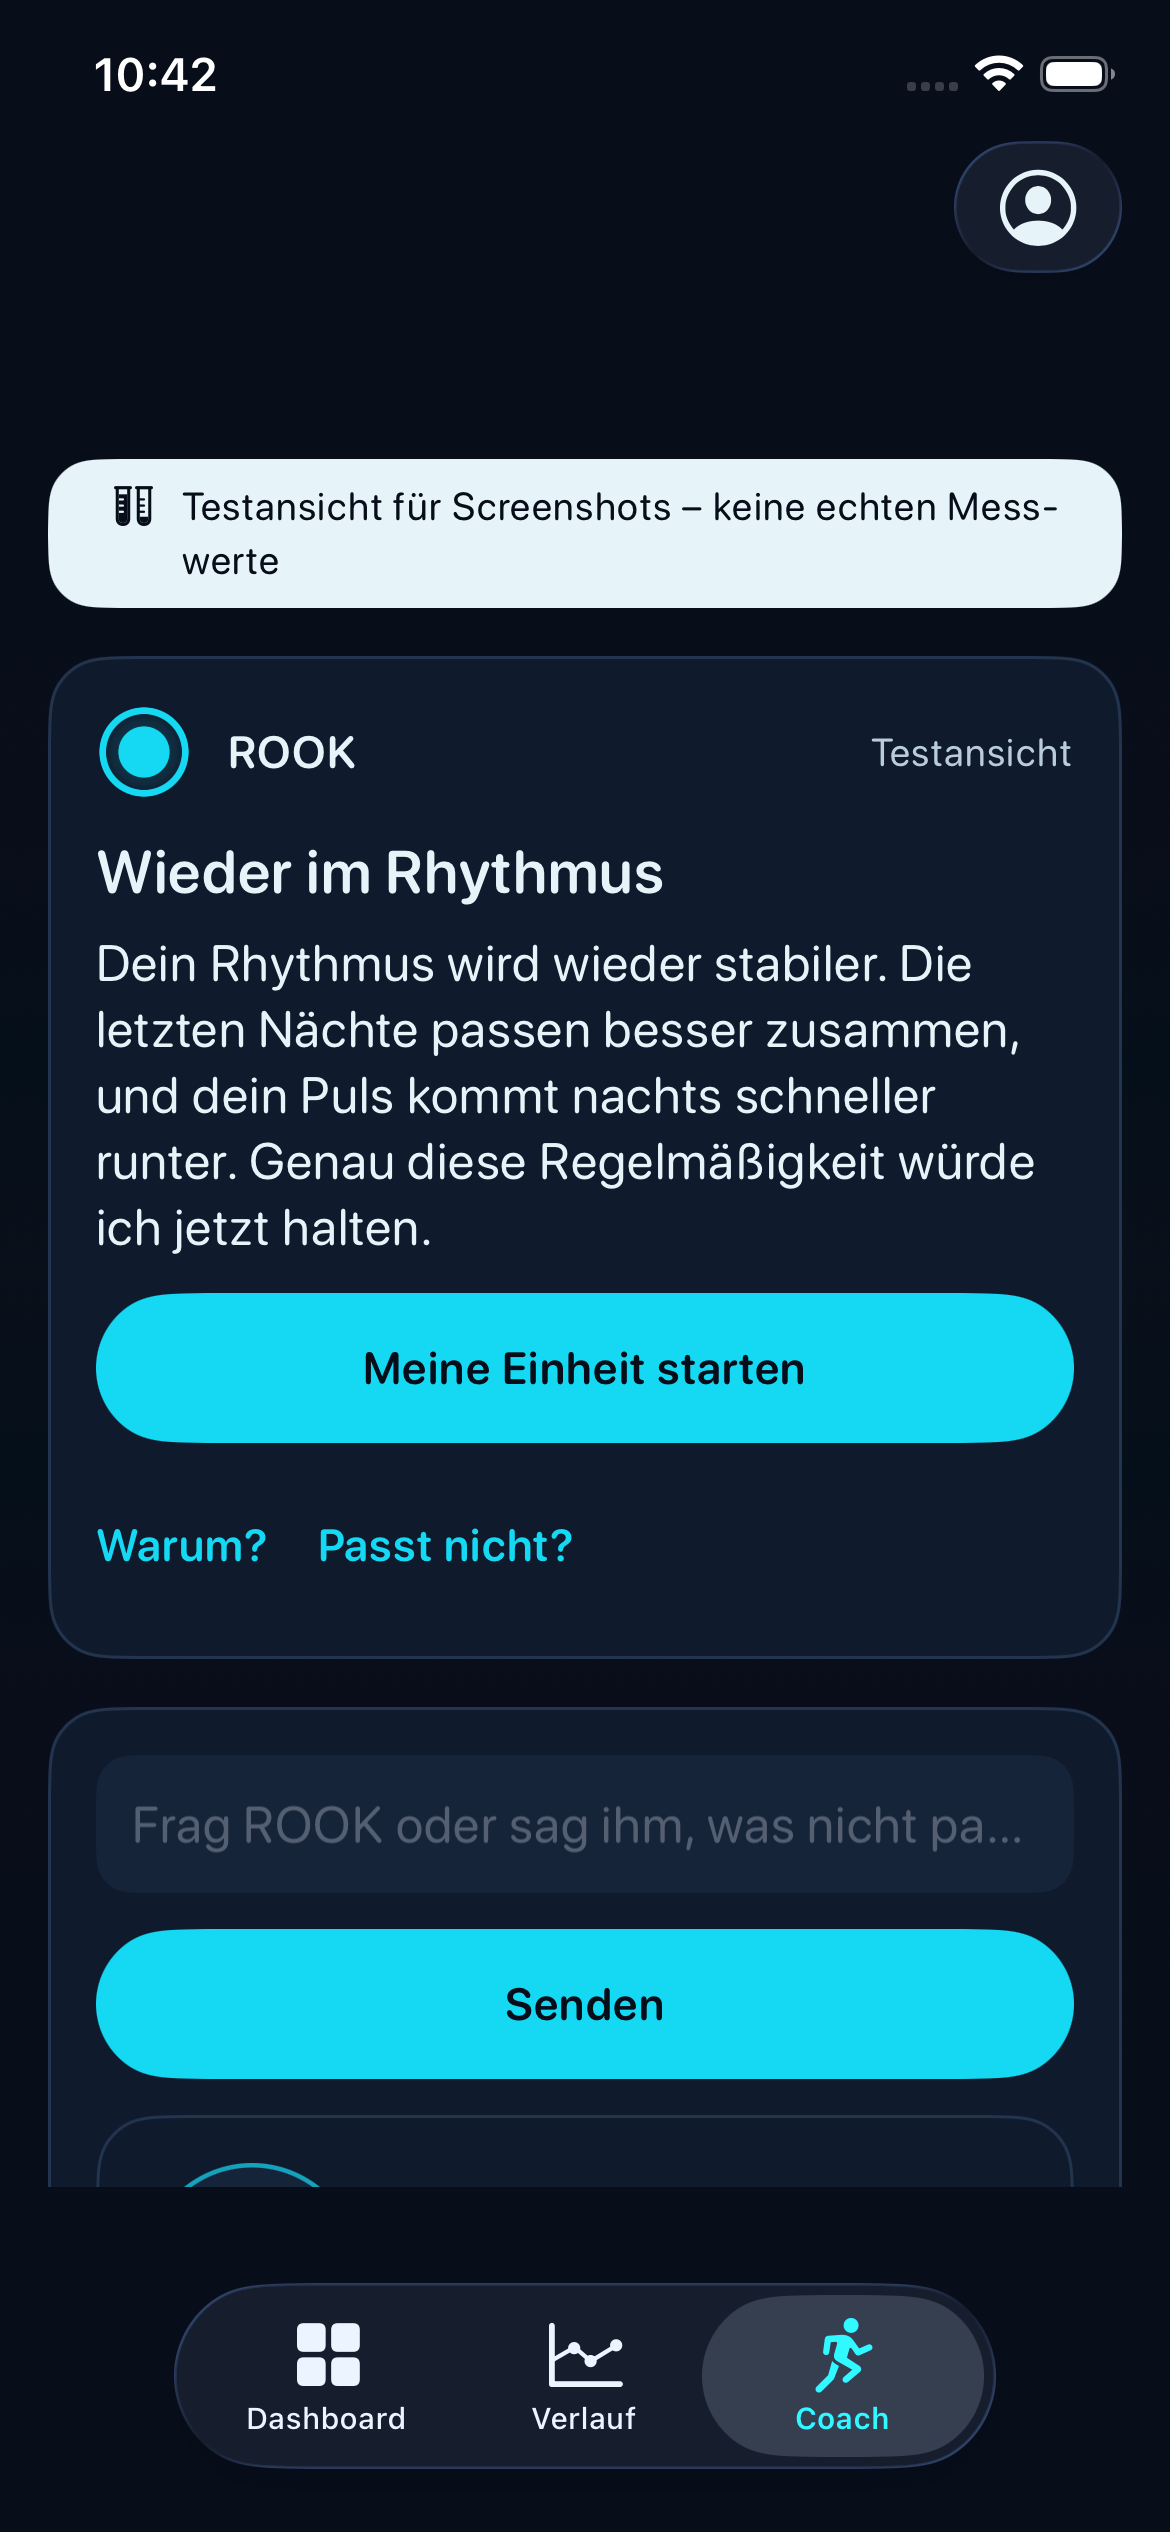 10:42
Testansicht für Screenshots – keine echten Mess-
werte
ROOK
Testansicht
Wieder im Rhythmus
Dein Rhythmus wird wieder stabiler. Die
letzten Nächte passen besser zusammen,
und dein Puls kommt nachts schneller
runter. Genau diese Regelmäßigkeit würde
ich jetzt halten.
Meine Einheit starten
Warum? Passt nicht?
Frag ROOK oder sag ihm, was nicht pa...
Senden
Dashboard Verlauf Coach